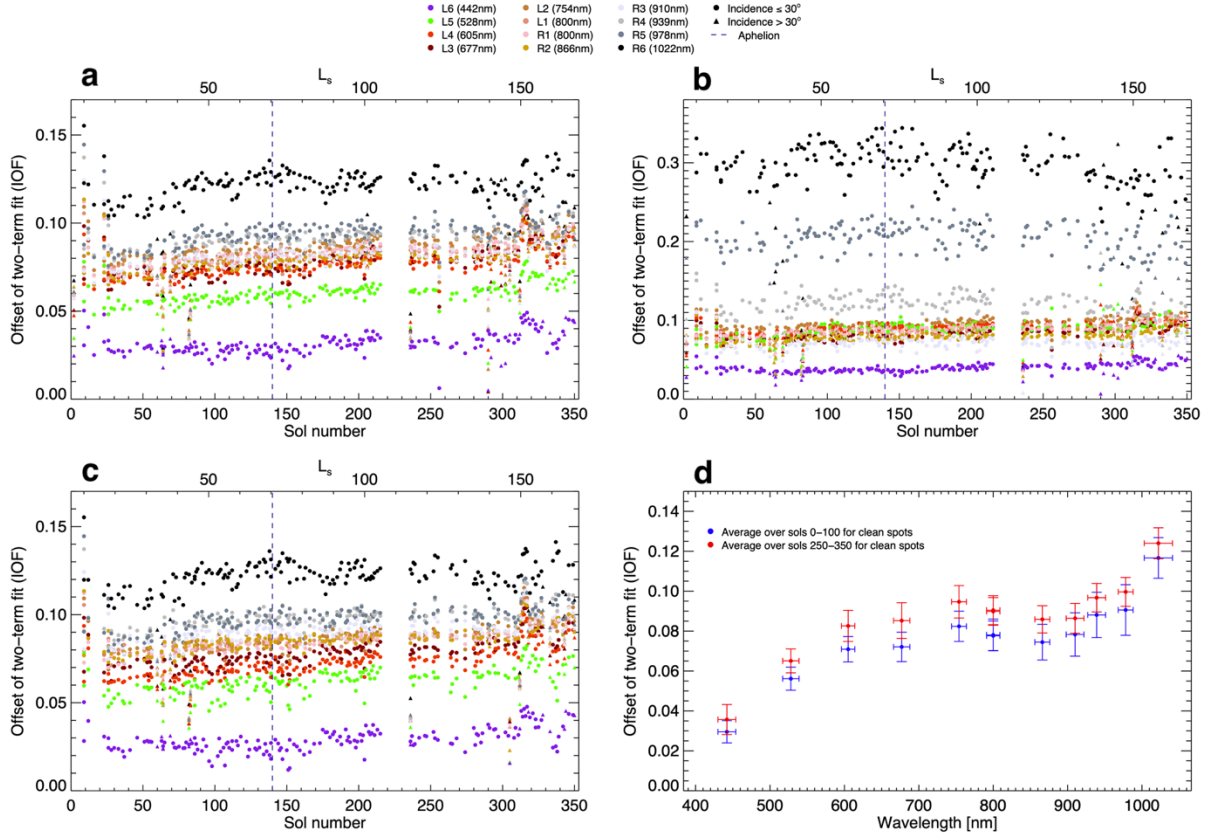 L6 (442nm) L2 (754nm) R3 (910nm) Incidence ≤ 30°
L5 (528nm) L1 (800nm) R4 (939nm) Incidence > 30°
L4 (605nm) R1 (800nm) R5 (978nm) Aphelion
L3 (677nm) R2 (866nm) R6 (1022nm)
a
Ls
50 100 150
Offset of two-term fit (IOF)
0.15
0.10
0.05
0.00
0 50 100 150 200 250 300 350
Sol number
b
Ls
50 100 150
Offset of two-term fit (IOF)
0.3
0.2
0.1
0.0
0 50 100 150 200 250 300 350
Sol number
c
Ls
50 100 150
Offset of two-term fit (IOF)
0.15
0.10
0.05
0.00
0 50 100 150 200 250 300 350
Sol number
d
Average over sols 0−100 for clean spots
Average over sols 250−350 for clean spots
Offset of two-term fit (IOF)
0.14
0.12
0.10
0.08
0.06
0.04
0.02
0.00
400 500 600 700 800 900 1000
Wavelength [nm]